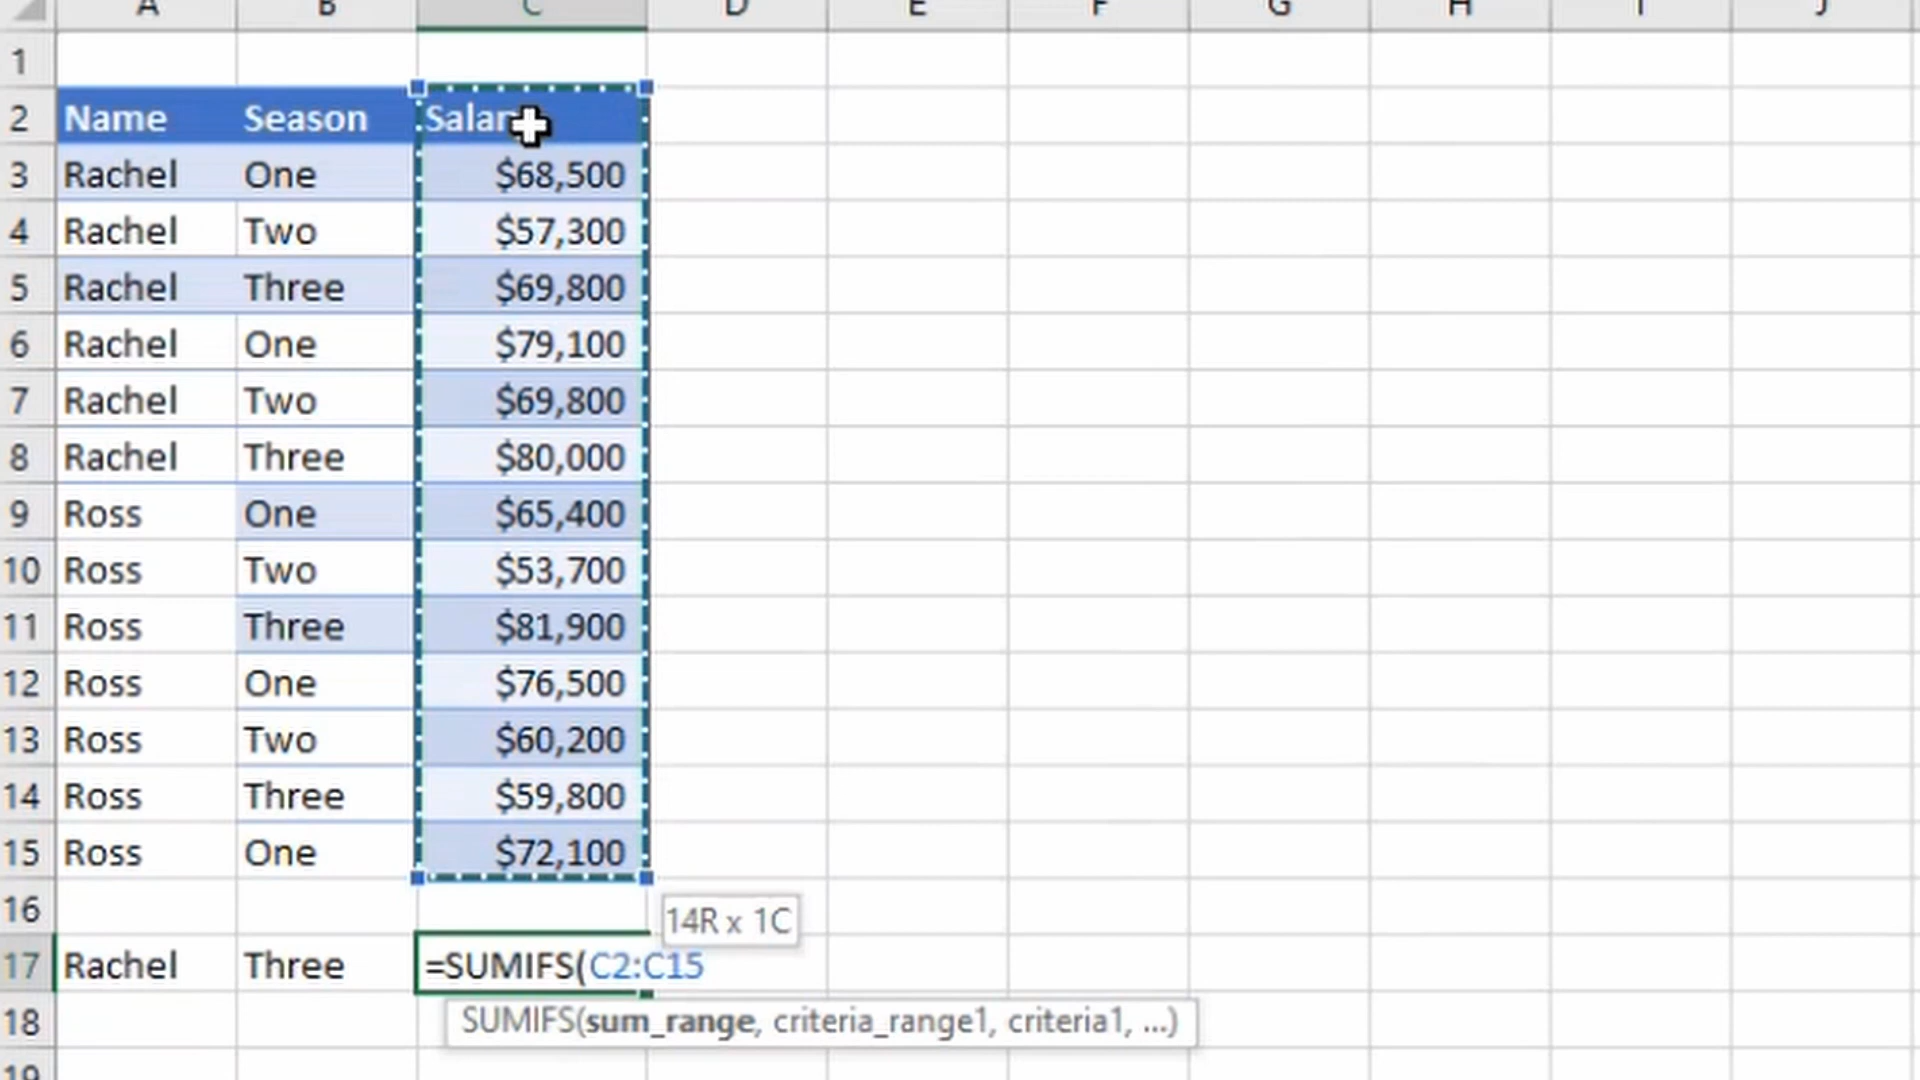 A B C D E F G H I J
1
2 Name Season Salar
3 Rachel One $68,500
4 Rachel Two $57,300
5 Rachel Three $69,800
6 Rachel One $79,100
7 Rachel Two $69,800
8 Rachel Three $80,000
9 Ross One $65,400
10 Ross Two $53,700
11 Ross Three $81,900
12 Ross One $76,500
13 Ross Two $60,200
14 Ross Three $59,800
15 Ross One $72,100
16 14R x 1C
17 Rachel Three =SUMIFS(C2:C15
18 SUMIFS(sum_range, criteria_range1, criteria1, ...)
19